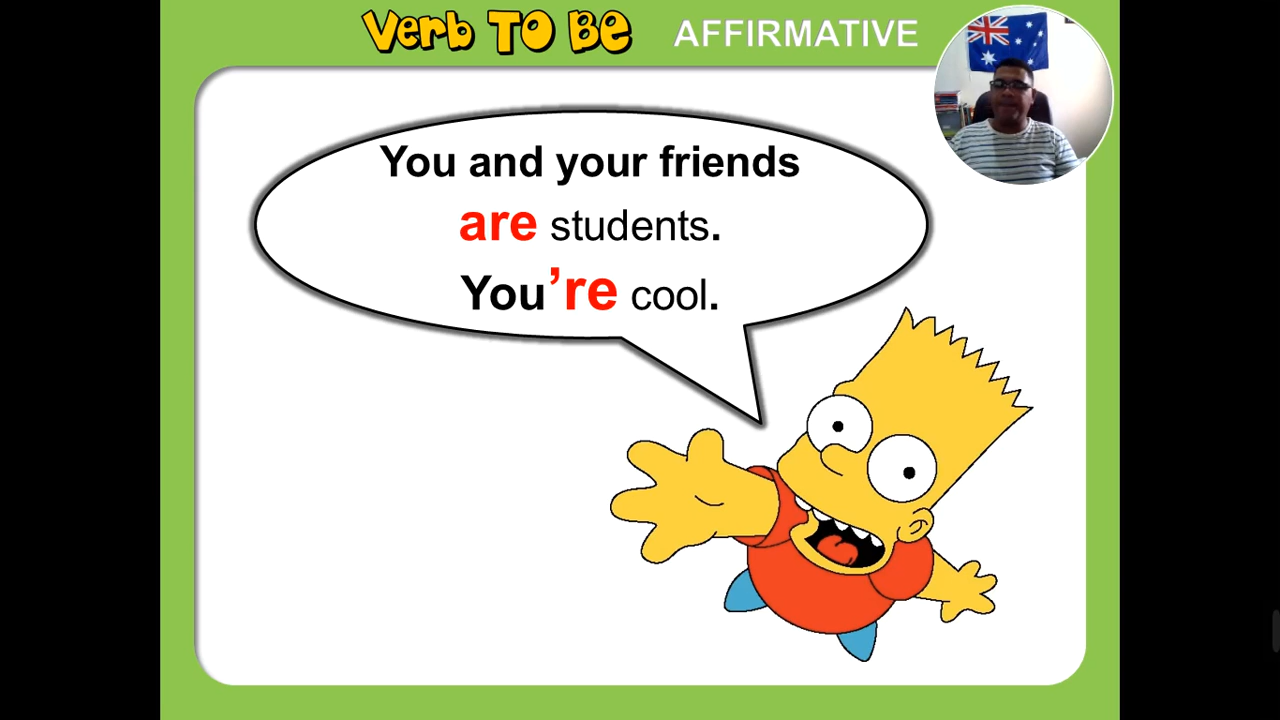 Verb TO BE AFFIRMATIVE
You and your friends
are students.
You’re cool.